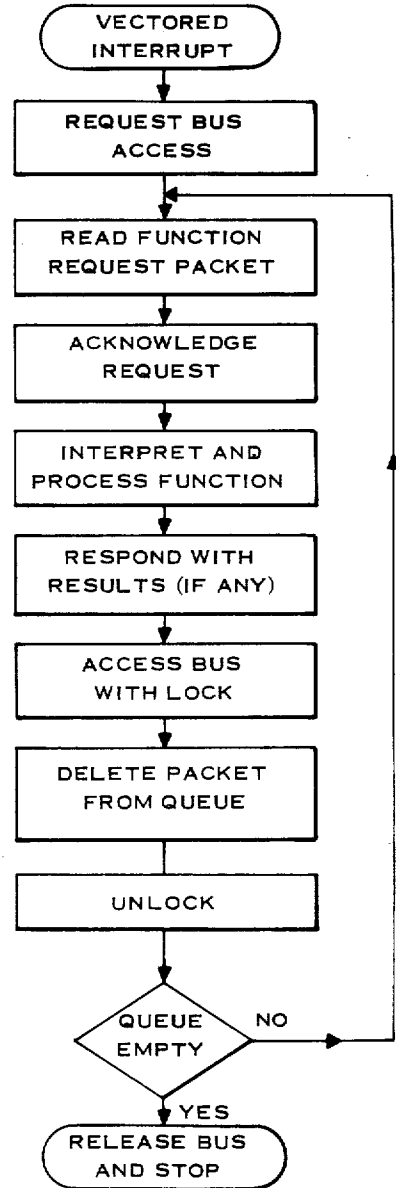 VECTORED
INTERRUPT
REQUEST BUS
ACCESS
READ FUNCTION
REQUEST PACKET
ACKNOWLEDGE
REQUEST
INTERPRET AND
PROCESS FUNCTION
RESPOND WITH
RESULTS (IF ANY)
ACCESS BUS
WITH LOCK
DELETE PACKET
FROM QUEUE
UNLOCK
QUEUE
EMPTY
NO
YES
RELEASE BUS
AND STOP